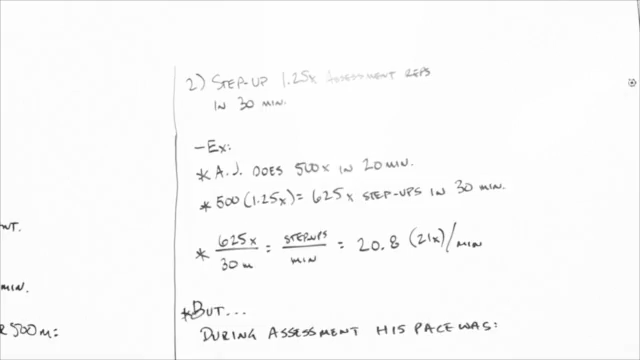 2) STEP-UP 1.25x ASSESSMENT REPS
IN 30 MIN.
- EX:
* A.J. DOES 500x IN 20 MIN.
* 500 (1.25x) = 625x STEP-UPS IN 30 MIN.
* 625x / 30 M = STEP-UPS / MIN = 20.8 (21x) / MIN
* BUT...
DURING ASSESSMENT HIS PACE WAS:
MIN.
500M: